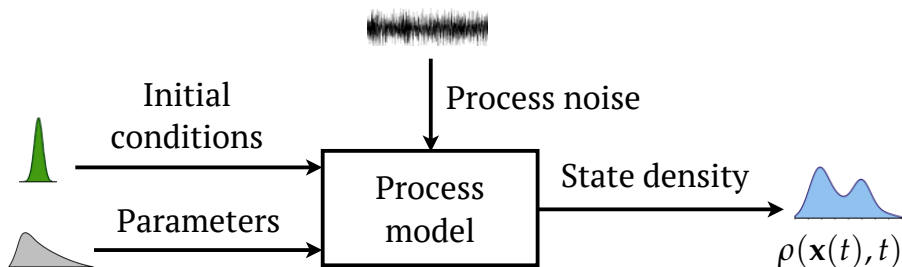 Initial
conditions
Process noise
Parameters
Process
model
State density
ρ(𝐱(t), t)